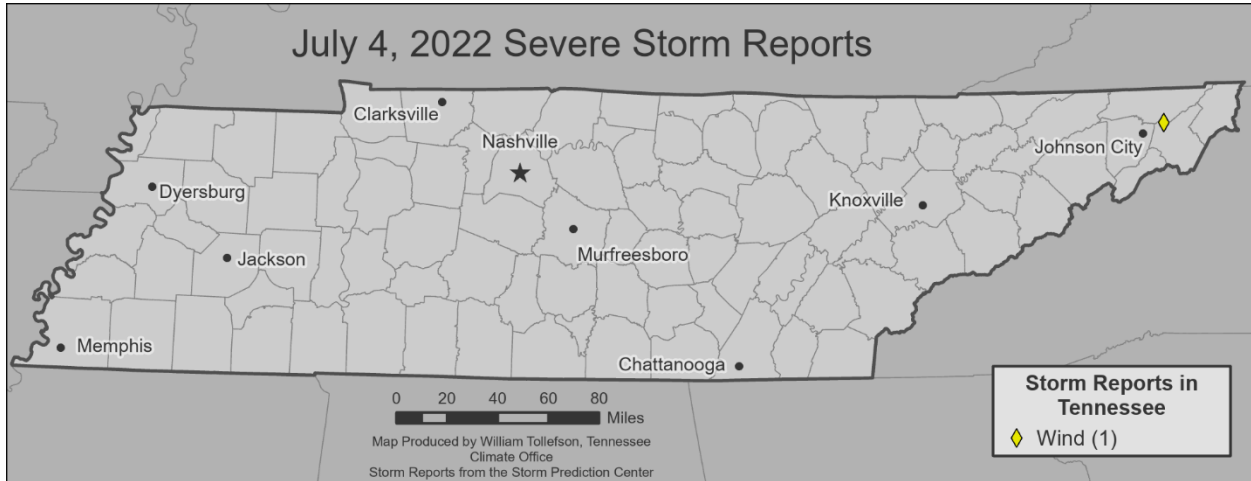 July 4, 2022 Severe Storm Reports
Clarksville
Nashville
Johnson City
Dyersburg
Knoxville
Jackson
Murfreesboro
Memphis
Chattanooga
0 20 40 60 80
Miles
Map Produced by William Tollefson, Tennessee
Climate Office
Storm Reports from the Storm Prediction Center
Storm Reports in
Tennessee
Wind (1)